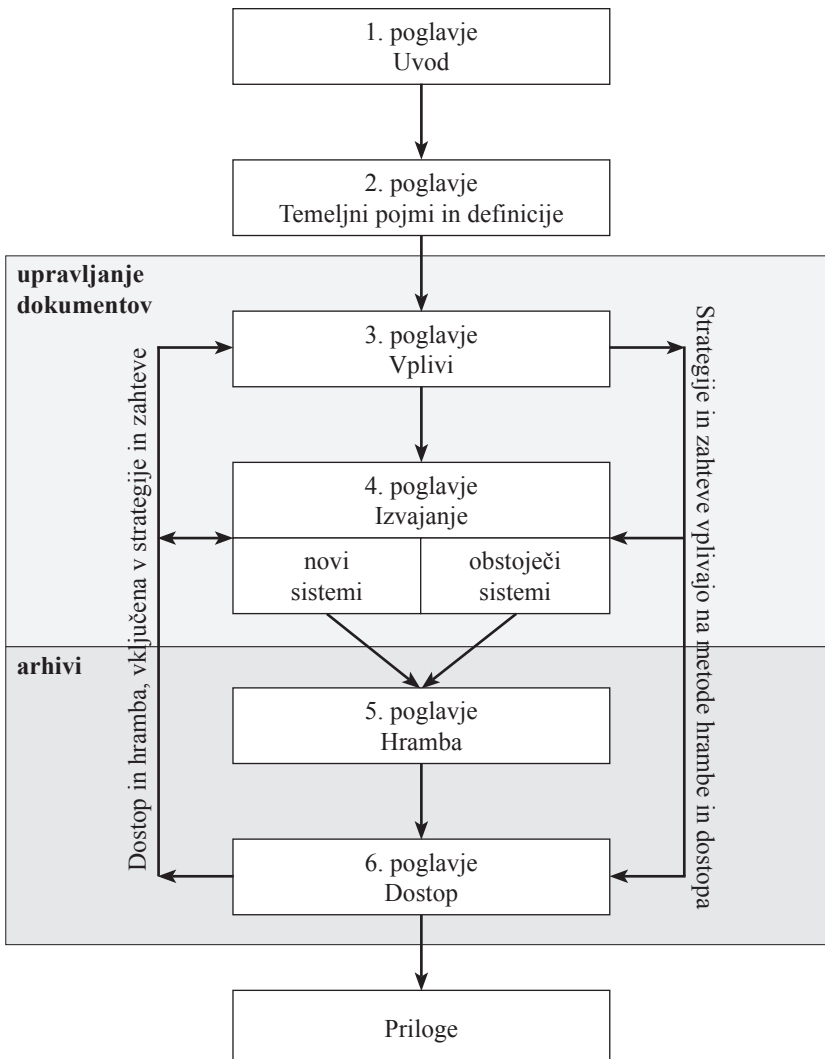 1. poglavje
Uvod
2. poglavje
Temeljni pojmi in definicije
upravljanje
dokumentov
3. poglavje
Vplivi
4. poglavje
Izvajanje
novi
sistemi
obstoječi
sistemi
Dostop in hramba, vključena v strategije in zahteve
Strategije in zahteve vplivajo na metode hrambe in dostopa
arhivi
5. poglavje
Hramba
6. poglavje
Dostop
Priloge